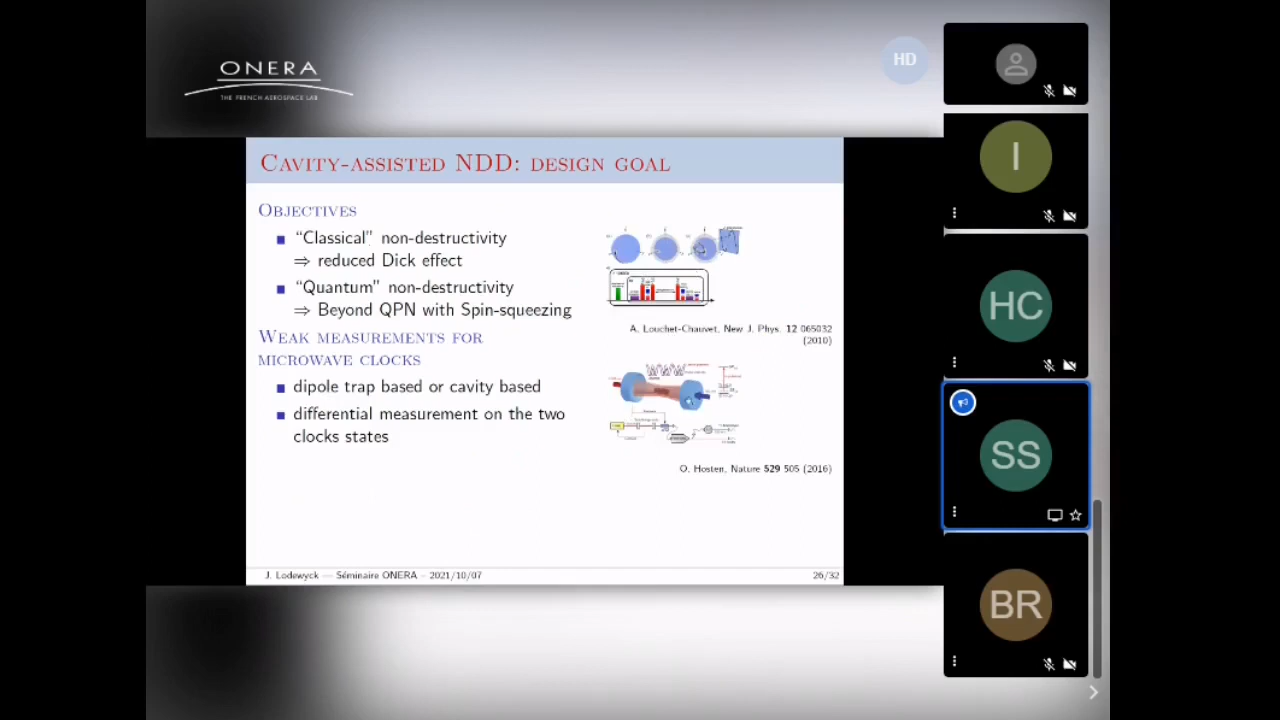 ONERA
THE FRENCH AEROSPACE LAB
HD
CAVITY-ASSISTED NDD: DESIGN GOAL
OBJECTIVES
“Classical” non-destructivity
⇒ reduced Dick effect
“Quantum” non-destructivity
⇒ Beyond QPN with Spin-squeezing
A. Louchet-Chauvet, New J. Phys. 12 065032
(2010)
WEAK MEASUREMENTS FOR
MICROWAVE CLOCKS
dipole trap based or cavity based
differential measurement on the two
clocks states
O. Hosten, Nature 529 505 (2016)
J. Lodewyck — Séminaire ONERA - 2021/10/07
26/32
I
HC
SS
BR